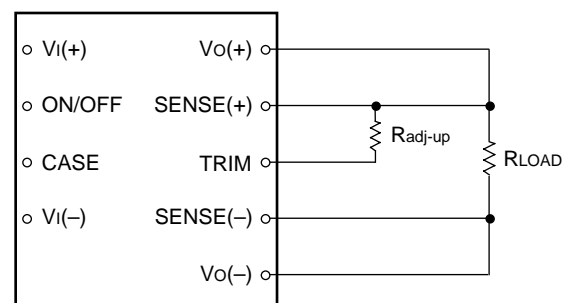 VI(+) VO(+)
ON/OFF SENSE(+)
Radj-up
CASE TRIM RLOAD
VI(–) SENSE(–)
VO(–)